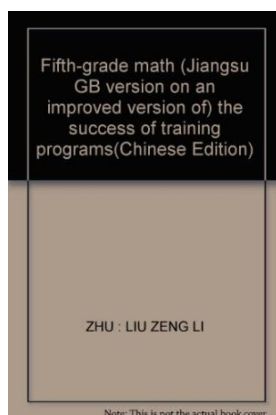 Fifth-grade math (Jiangsu
GB version on an
improved version of) the
success of training
programs(Chinese Edition)
ZHU : LIU ZENG LI
Note: This is not the actual book cover